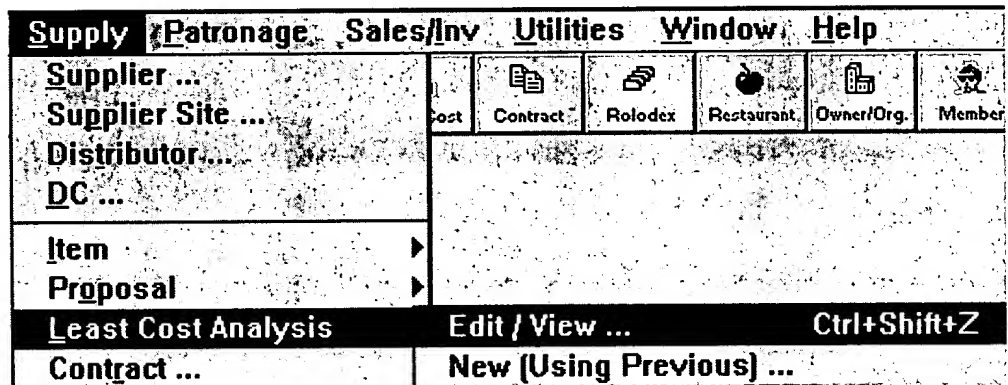 Supply Patronage Sales/Inv Utilities Window Help
Supplier ...
Supplier Site ...
Distributor ...
DC ...
Cost Contract Rolodex Restaurant Owner/Org. Member
Item
Proposal
Least Cost Analysis Edit / View ... Ctrl+Shift+Z
Contract ... New (Using Previous) ...